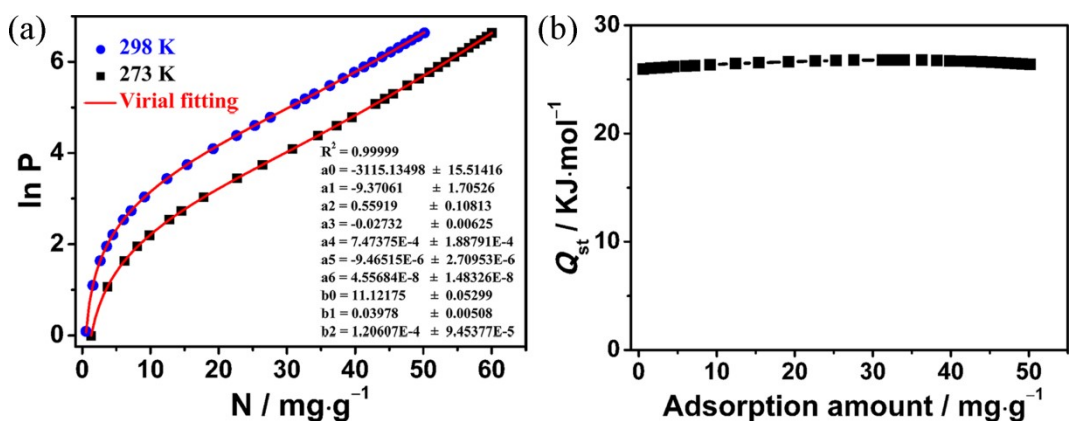 (a)
298 K
273 K
Virial fitting
R² = 0.99999
a0 = -3115.13498 ± 15.51416
a1 = -9.37061 ± 1.70526
a2 = 0.55919 ± 0.10813
a3 = -0.02732 ± 0.00625
a4 = 7.47375E-4 ± 1.88791E-4
a5 = -9.46515E-6 ± 2.70953E-6
a6 = 4.55684E-8 ± 1.48326E-8
b0 = 11.12175 ± 0.05299
b1 = 0.03978 ± 0.00508
b2 = 1.20607E-4 ± 9.45377E-5
ln P
6
4
2
0
0 10 20 30 40 50 60
N / mg·g⁻¹
(b)
Qst / KJ·mol⁻¹
30
20
10
0
0 10 20 30 40 50
Adsorption amount / mg·g⁻¹